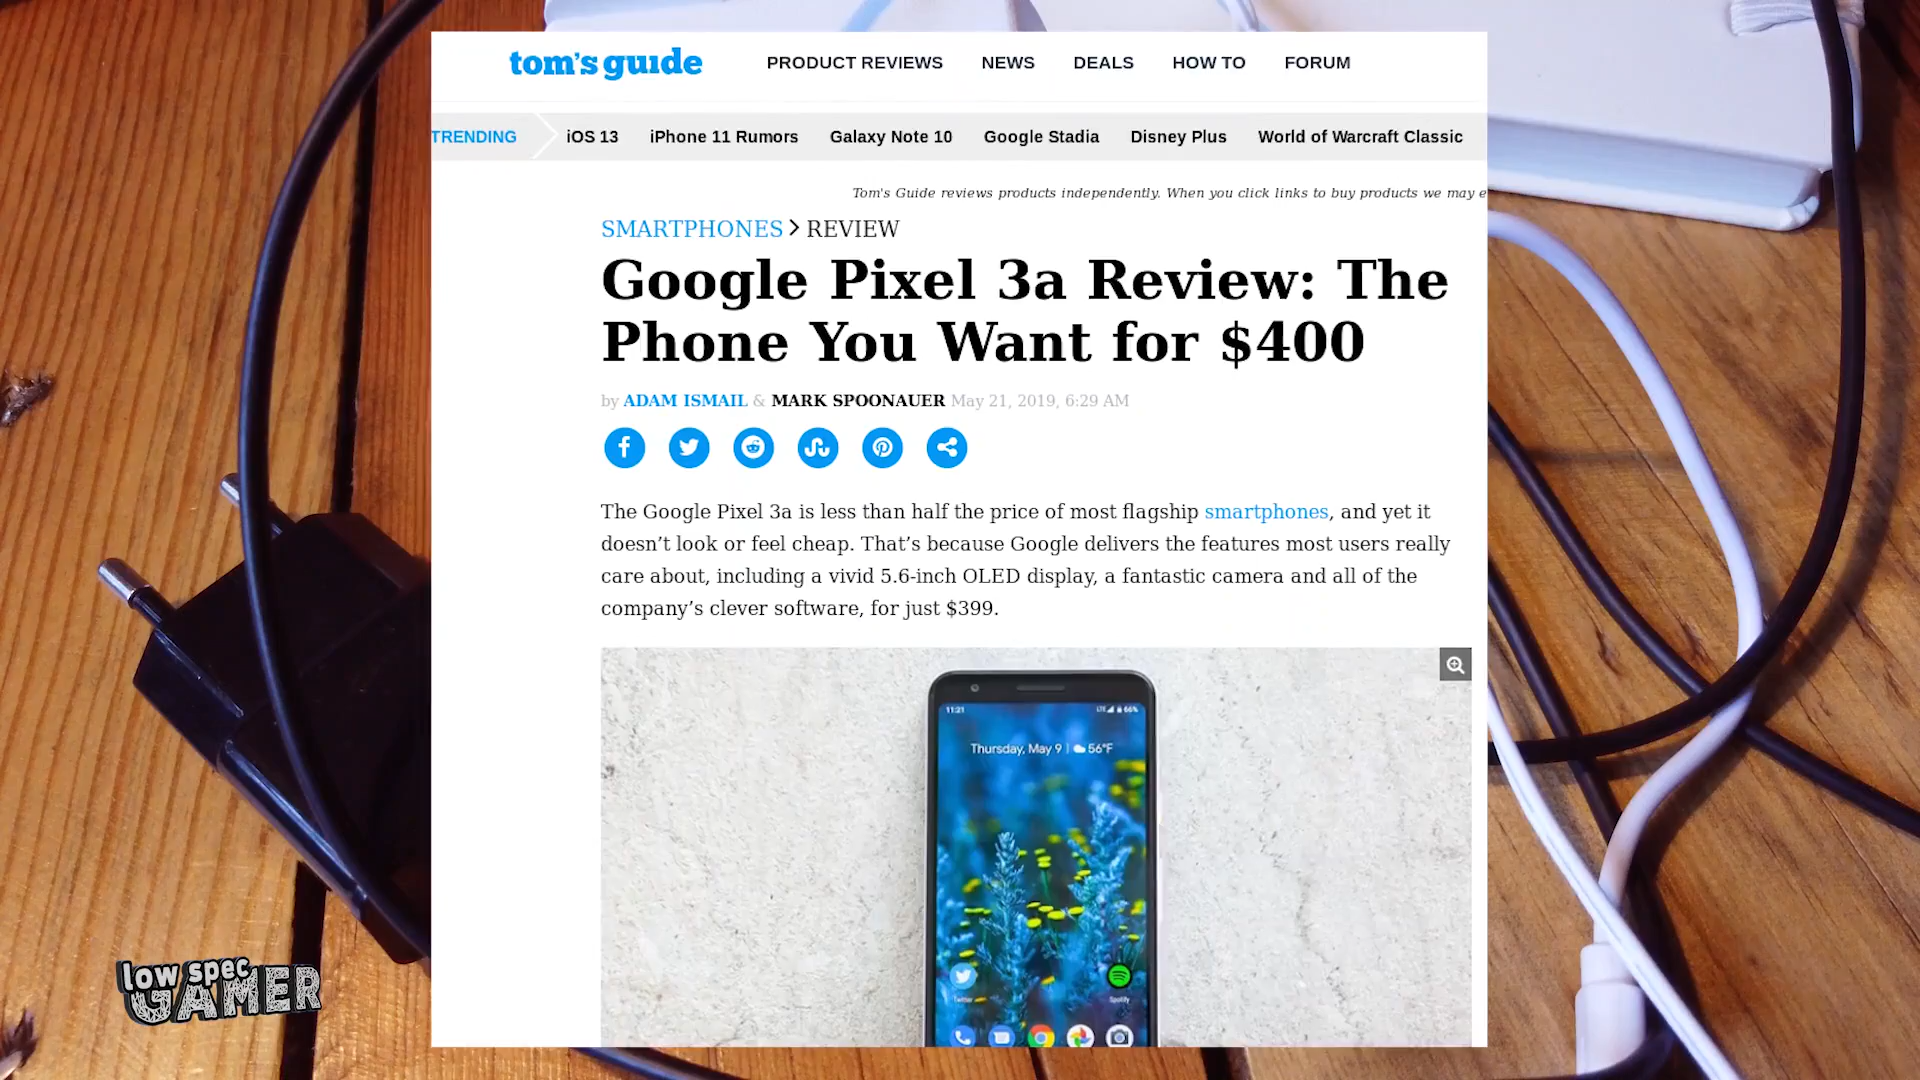 tom's guide
PRODUCT REVIEWS NEWS DEALS HOW TO FORUM
TRENDING iOS 13 iPhone 11 Rumors Galaxy Note 10 Google Stadia Disney Plus World of Warcraft Classic
Tom's Guide reviews products independently. When you click links to buy products we may e
SMARTPHONES > REVIEW
Google Pixel 3a Review: The
Phone You Want for $400
by ADAM ISMAIL & MARK SPOONAUER May 21, 2019, 6:29 AM
The Google Pixel 3a is less than half the price of most flagship smartphones, and yet it
doesn’t look or feel cheap. That’s because Google delivers the features most users really
care about, including a vivid 5.6-inch OLED display, a fantastic camera and all of the
company’s clever software, for just $399.
11:21 LTE 66%
Thursday, May 9 | 56°F
Twitter Spotify
low spec
GAMER